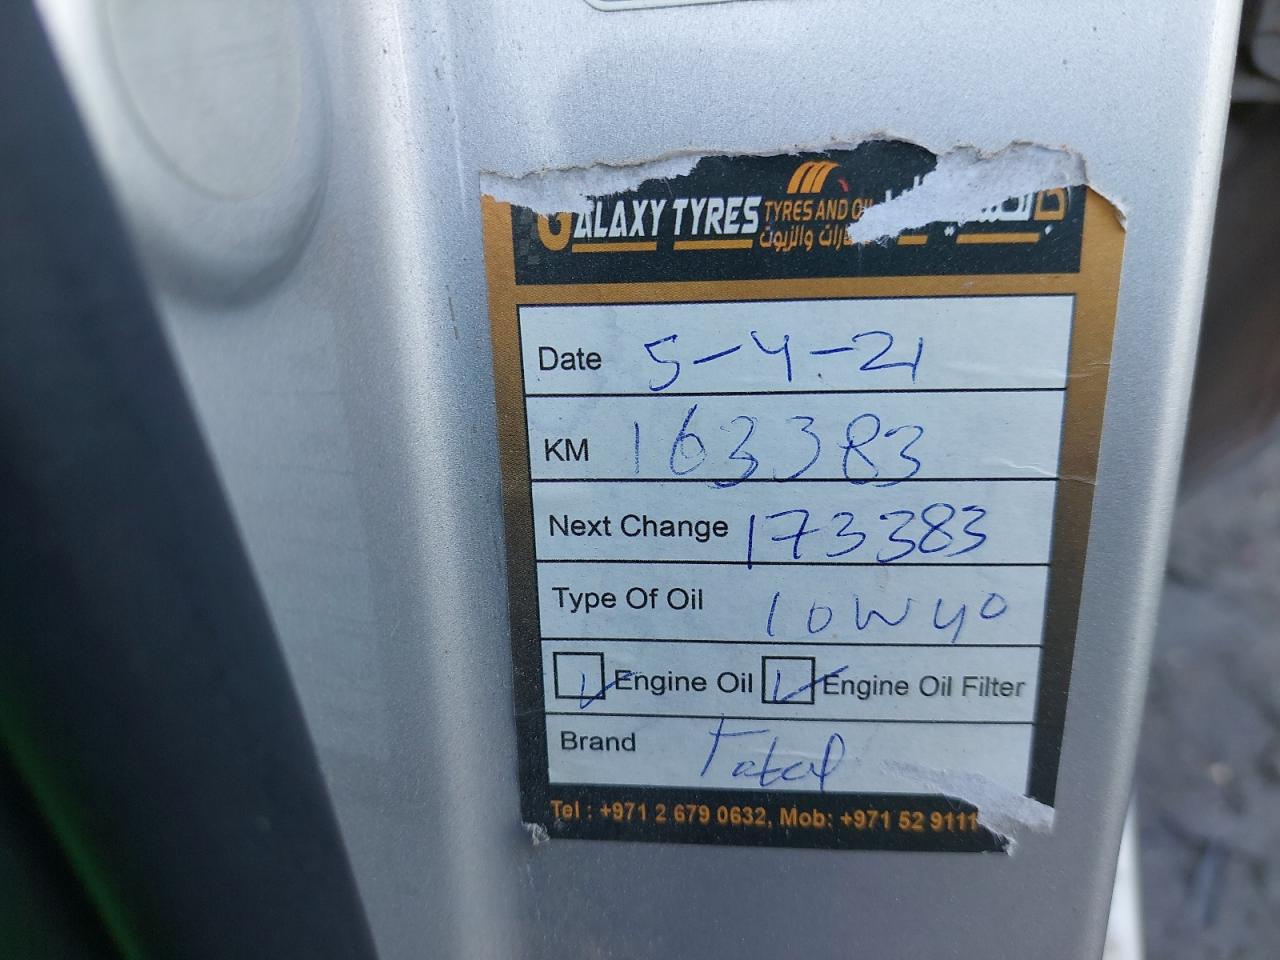 GALAXY TYRES TYRES AND OIL
والزيوت
Date 5-4-21
KM 163383
Next Change 173383
Type Of Oil 10W40
Engine Oil Engine Oil Filter
Brand Total
Tel : +971 2 679 0632, Mob: +971 52 9111